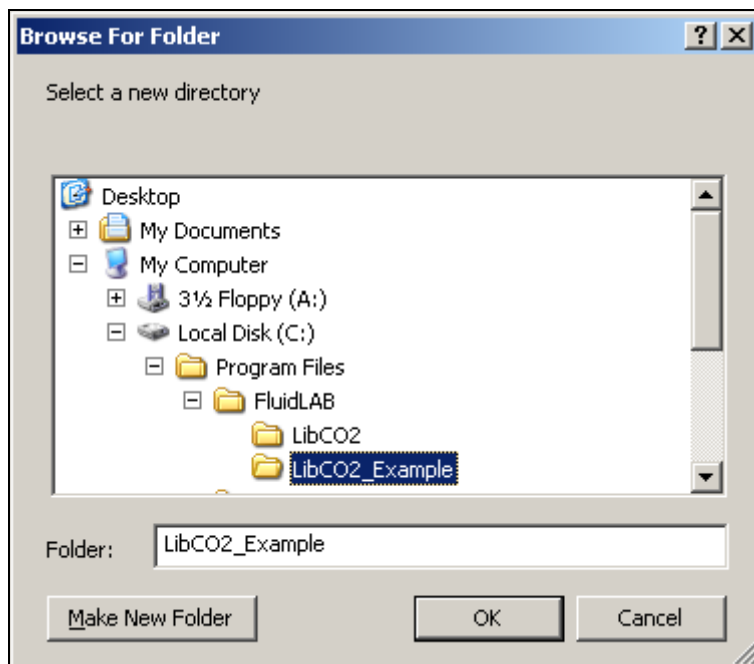 Browse For Folder
Select a new directory
Desktop
My Documents
My Computer
3½ Floppy (A:)
Local Disk (C:)
Program Files
FluidLAB
LibCO2
LibCO2_Example
Folder: LibCO2_Example
Make New Folder OK Cancel